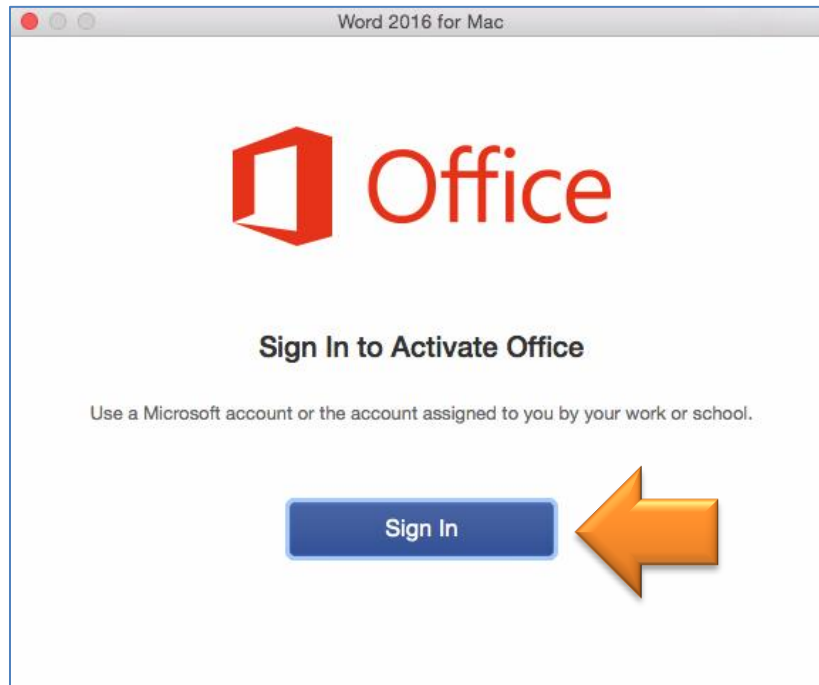 Word 2016 for Mac
Office
Sign In to Activate Office
Use a Microsoft account or the account assigned to you by your work or school.
Sign In